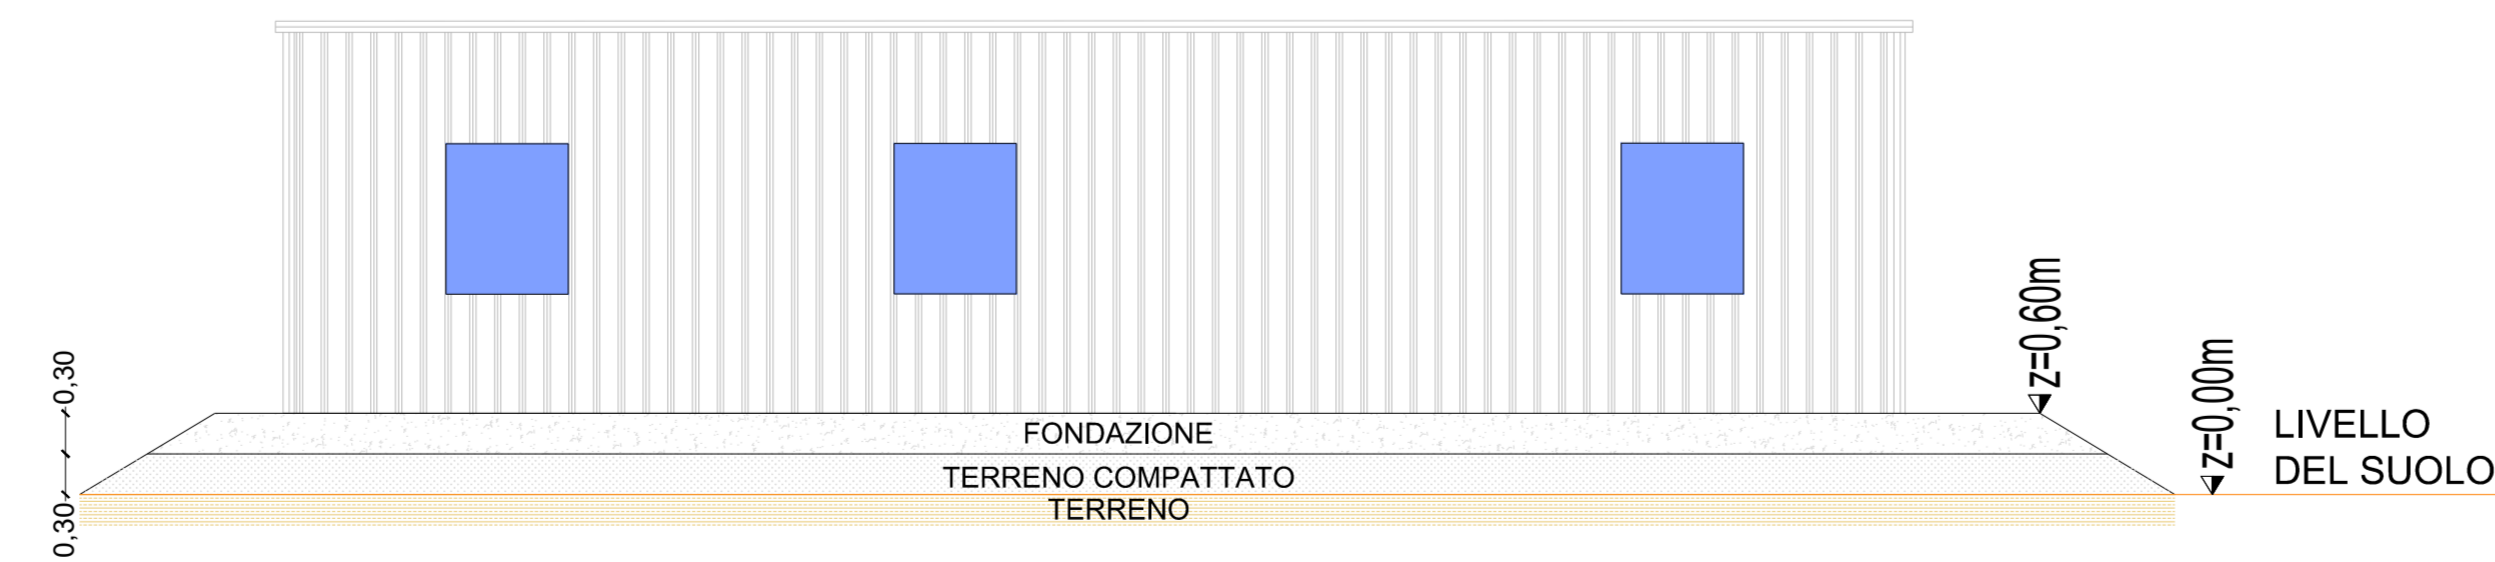 z=0,60m
z=0,00m
0,30
LIVELLO
DEL SUOLO
FONDAZIONE
TERRENO COMPATTATO
TERRENO
0,30